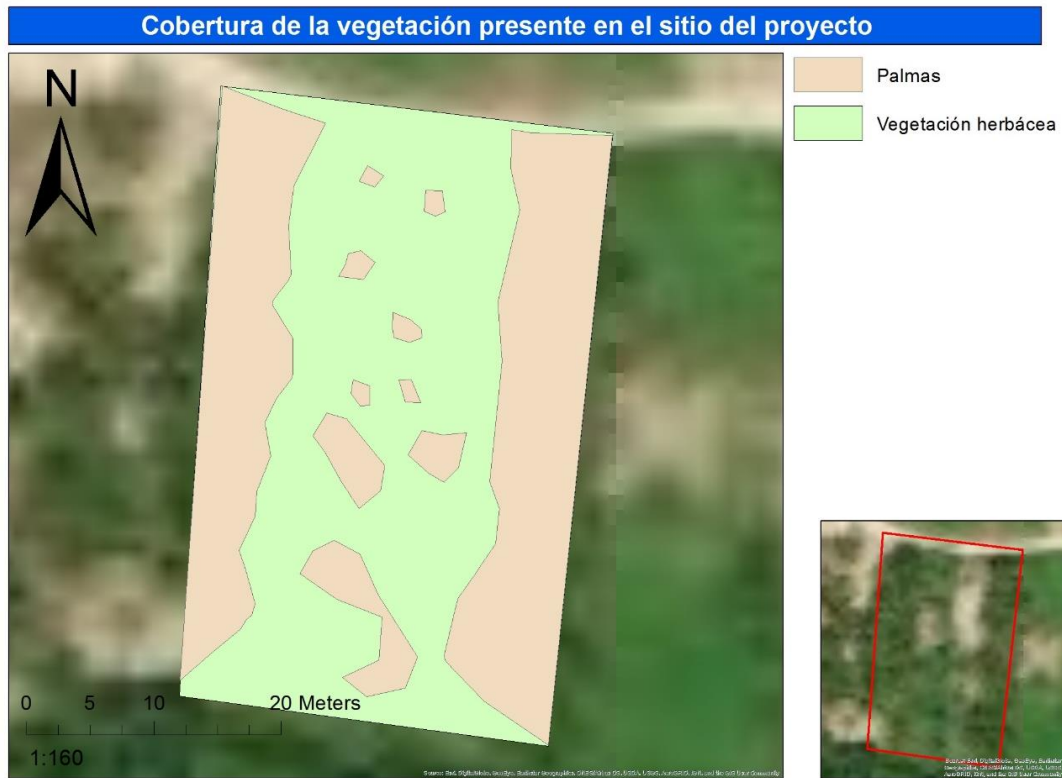 Cobertura de la vegetación presente en el sitio del proyecto
N
Palmas
Vegetación herbácea
0 5 10 20 Meters
1:160